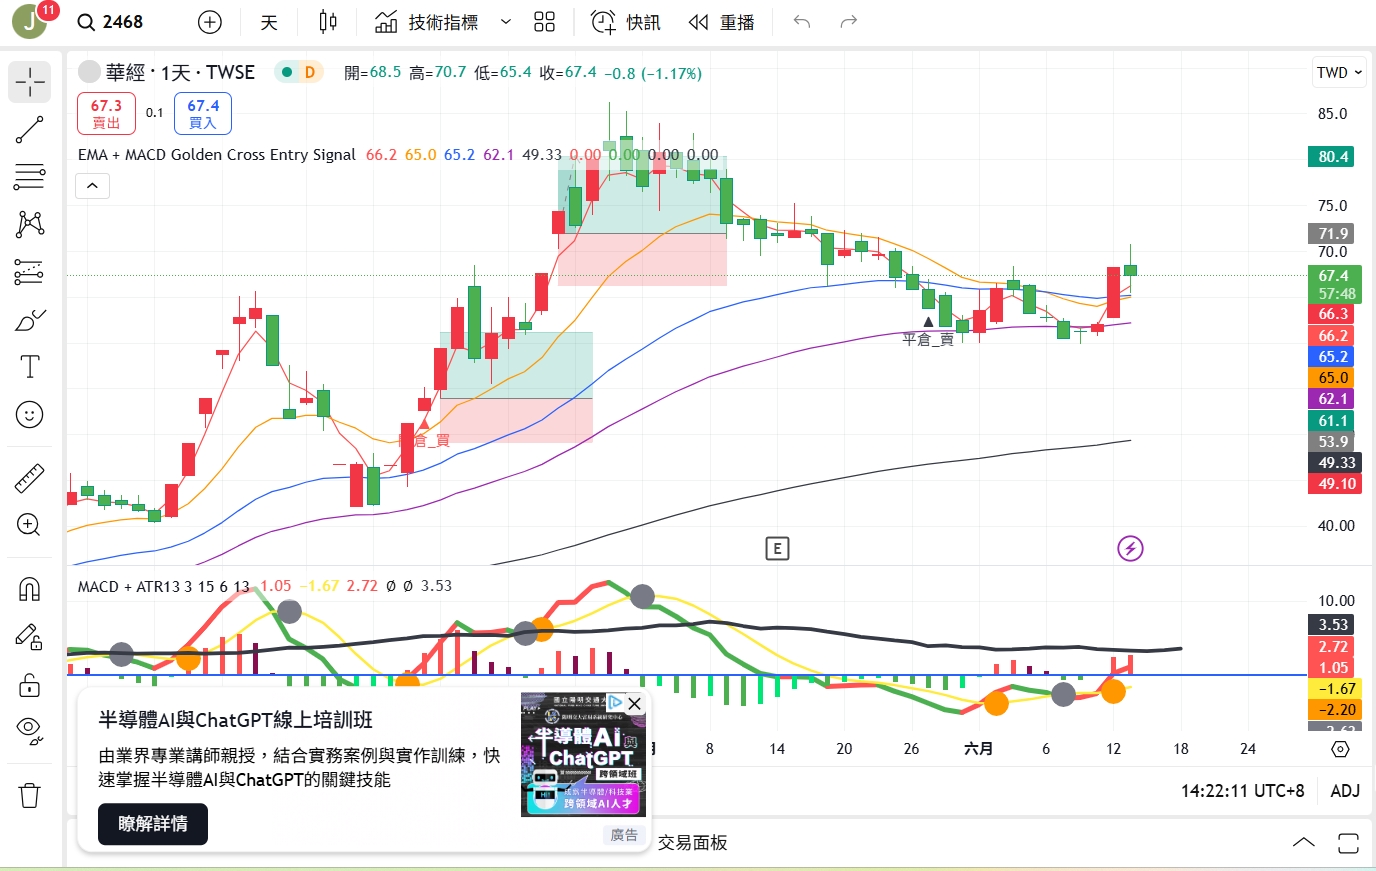 J
11
2468
天
技術指標
快訊
重播
華經 · 1天 · TWSE
D
開=68.5 高=70.7 低=65.4 收=67.4 −0.8 (−1.17%)
TWD
67.3
賣出
0.1
67.4
買入
EMA + MACD Golden Cross Entry Signal 66.2 65.0 65.2 62.1 49.33 0.00 0.00 0.00 0.00
85.0
80.4
75.0
71.9
70.0
67.4
57:48
66.3
66.2
65.2
65.0
62.1
61.1
53.9
49.33
49.10
40.00
平倉_賣
倉_買
E
MACD + ATR13 3 15 6 13 1.05 −1.67 2.72 Ø Ø 3.53
10.00
3.53
2.72
1.05
−1.67
−2.20
月
8
14
20
26
六月
6
12
18
24
半導體AI與ChatGPT線上培訓班
由業界專業講師親授，結合實務案例與實作訓練，快
速掌握半導體AI與ChatGPT的關鍵技能
瞭解詳情
半導體AI與
ChatGPT
跨領域班
HI!
跨領域AI人才
廣告
14:22:11 UTC+8
ADJ
交易面板